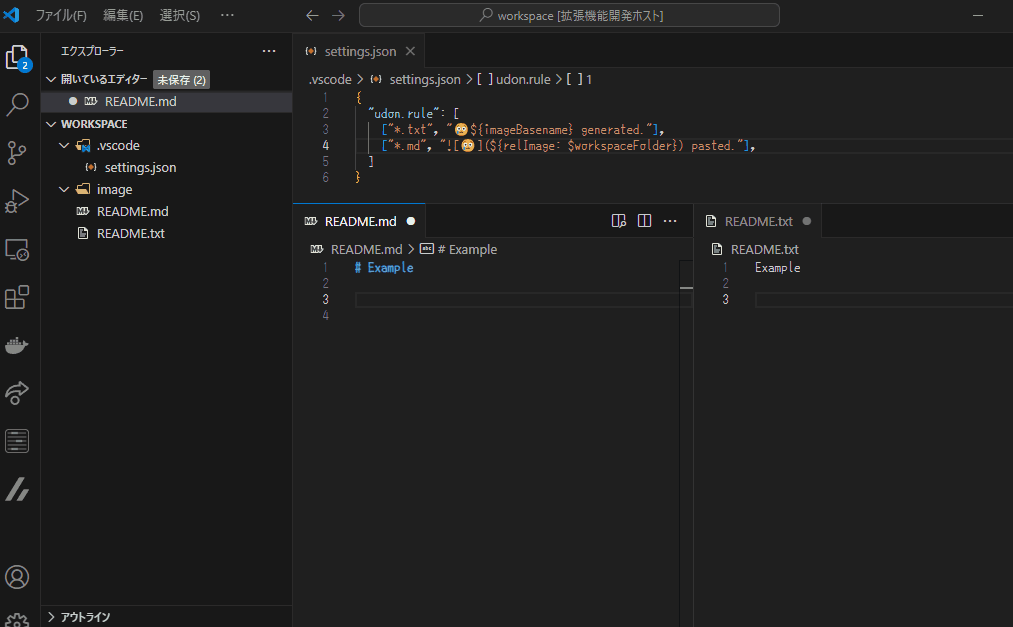 ファイル(F) 編集(E) 選択(S) ···
workspace [拡張機能開発ホスト]
2
エクスプローラー ···
開いているエディター 未保存 (2)
README.md
WORKSPACE
.vscode
settings.json
image
README.md
README.txt
アウトライン
settings.json
.vscode > settings.json > [ ] udon.rule > [ ] 1
1 {
2 "udon.rule": [
3 ["*.txt", "😳${imageBasename} generated."],
4 ["*.md", "![😳](${relImage: $workspaceFolder}) pasted."],
5 ]
6 }
README.md ···
README.md > # Example
1 # Example
2
3
4
README.txt
README.txt
1 Example
2
3